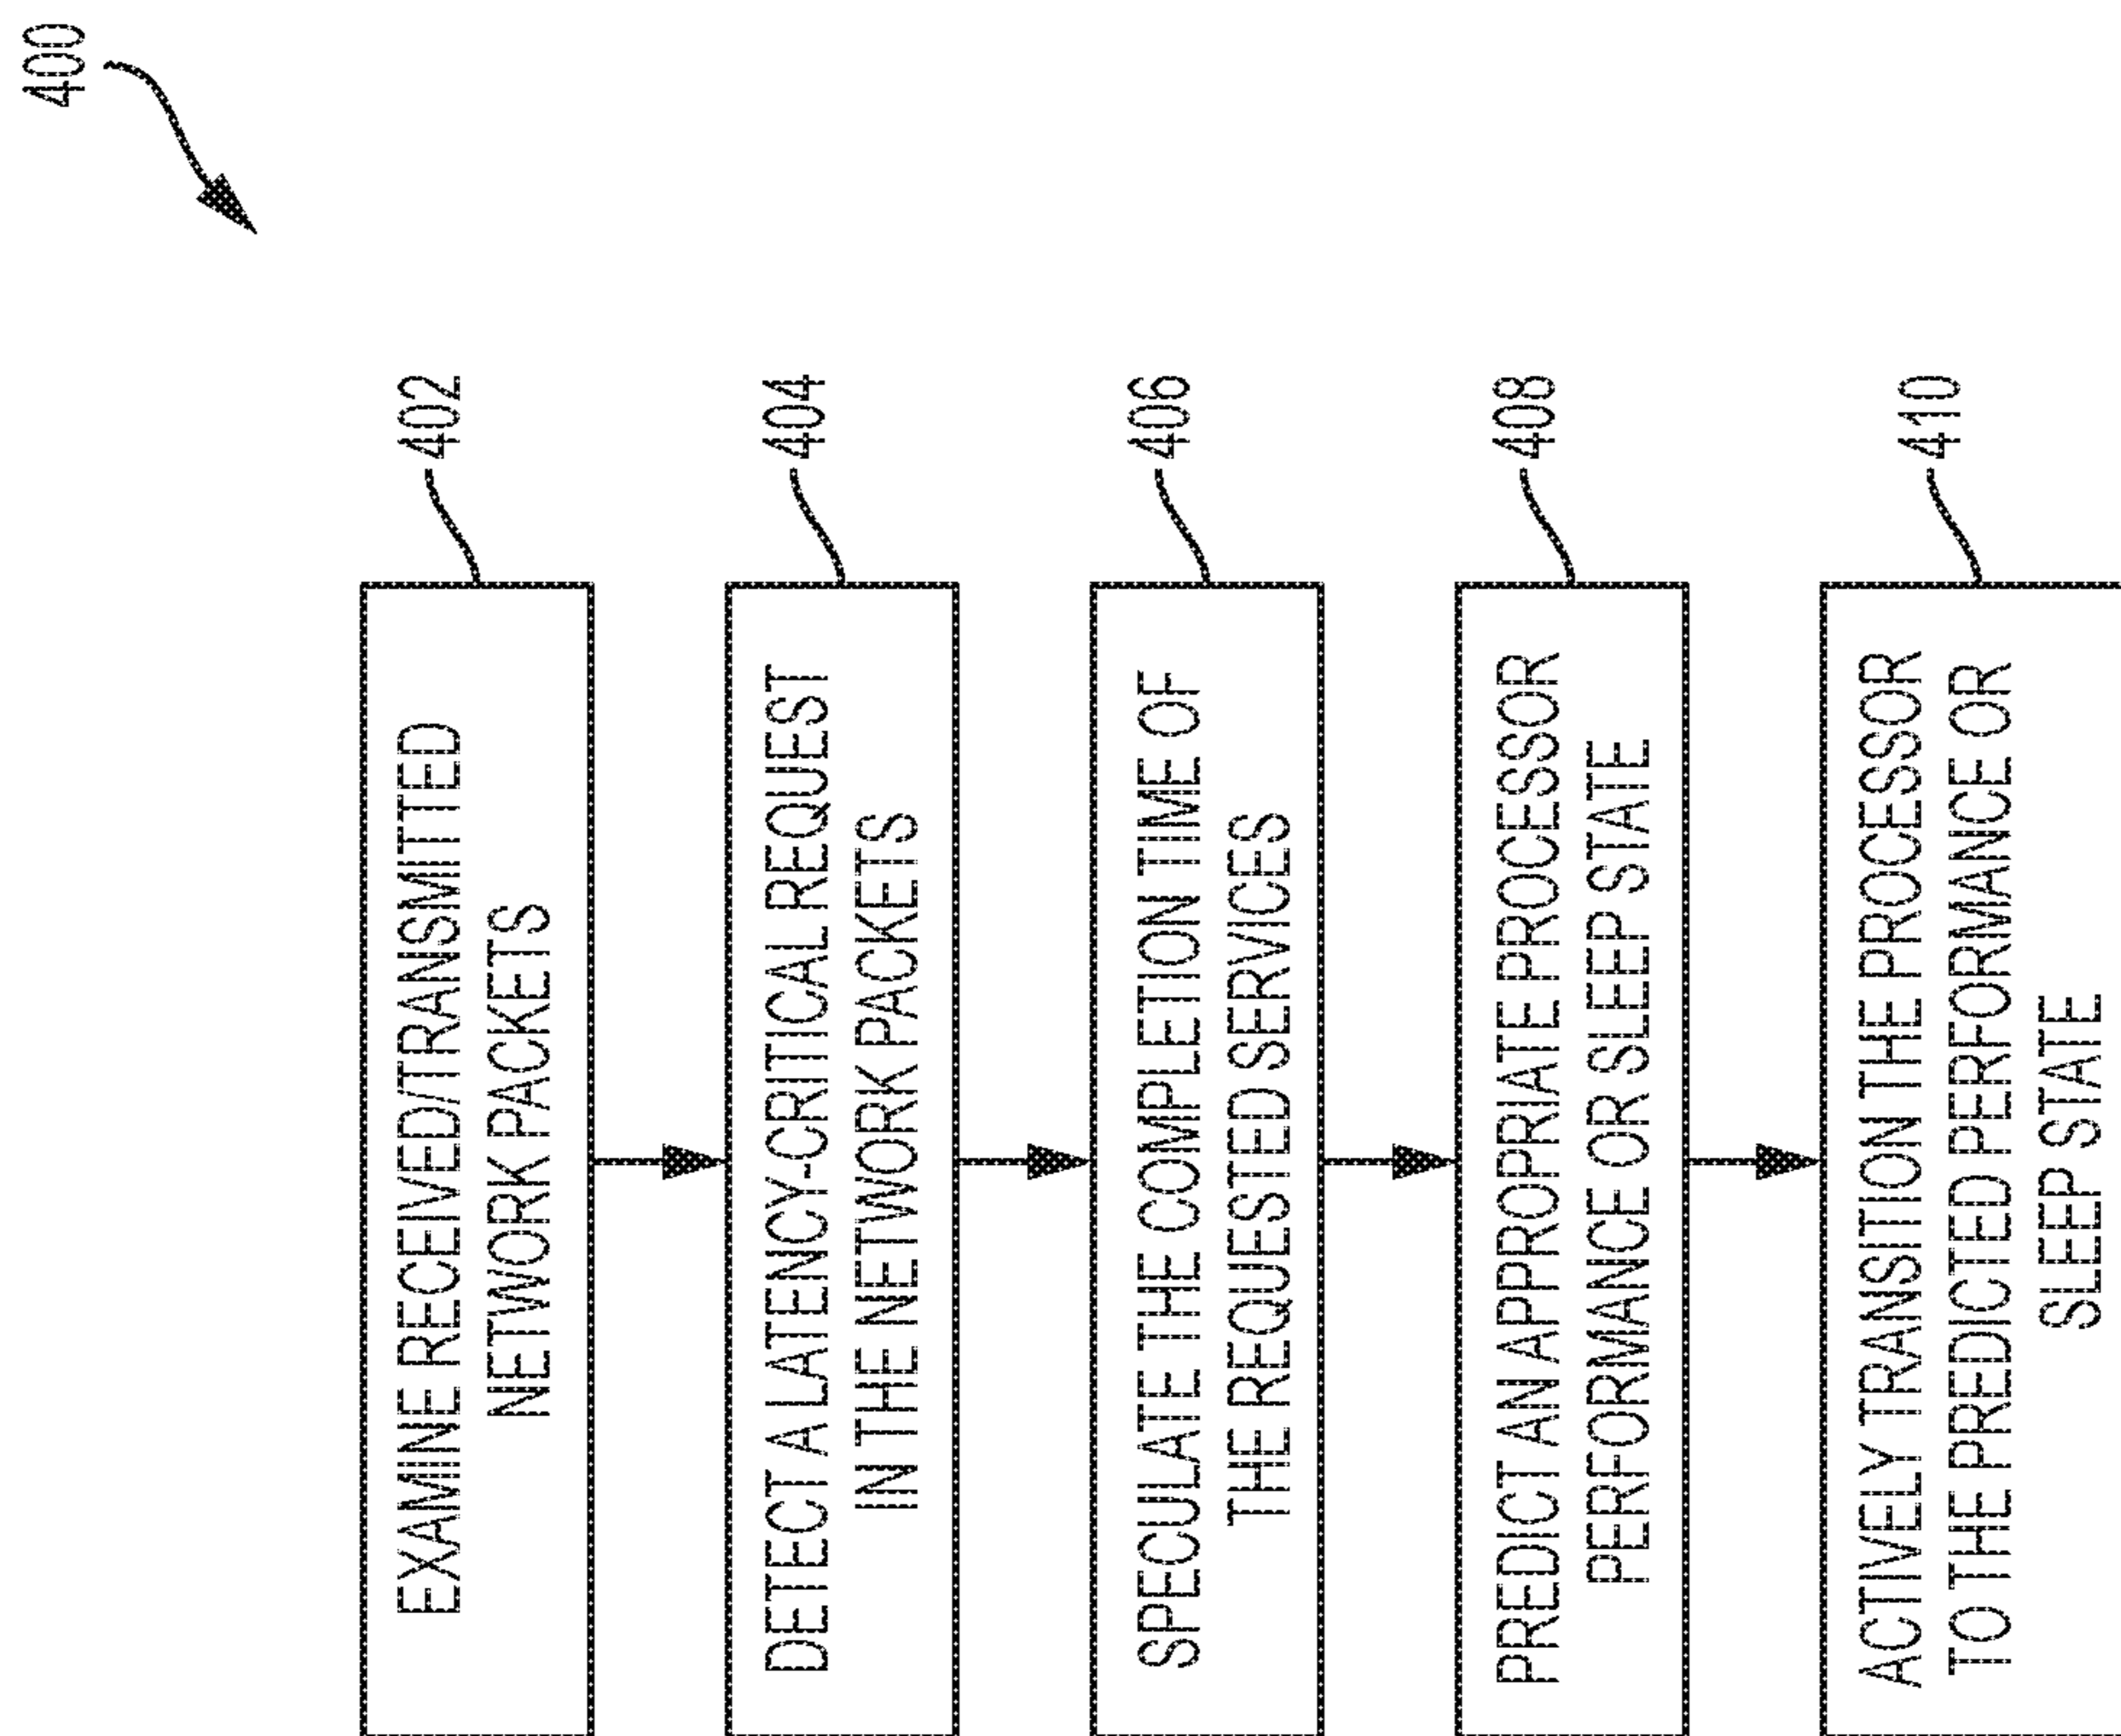 400
EXAMINE RECEIVED/TRANSMITTED
NETWORK PACKETS
402
DETECT A LATENCY-CRITICAL REQUEST
IN THE NETWORK PACKETS
404
SPECULATE THE COMPLETION TIME OF
THE REQUESTED SERVICES
406
PREDICT AN APPROPRIATE PROCESSOR
PERFORMANCE OR SLEEP STATE
408
ACTIVELY TRANSITION THE PROCESSOR
TO THE PREDICTED PERFORMANCE OR
SLEEP STATE
410